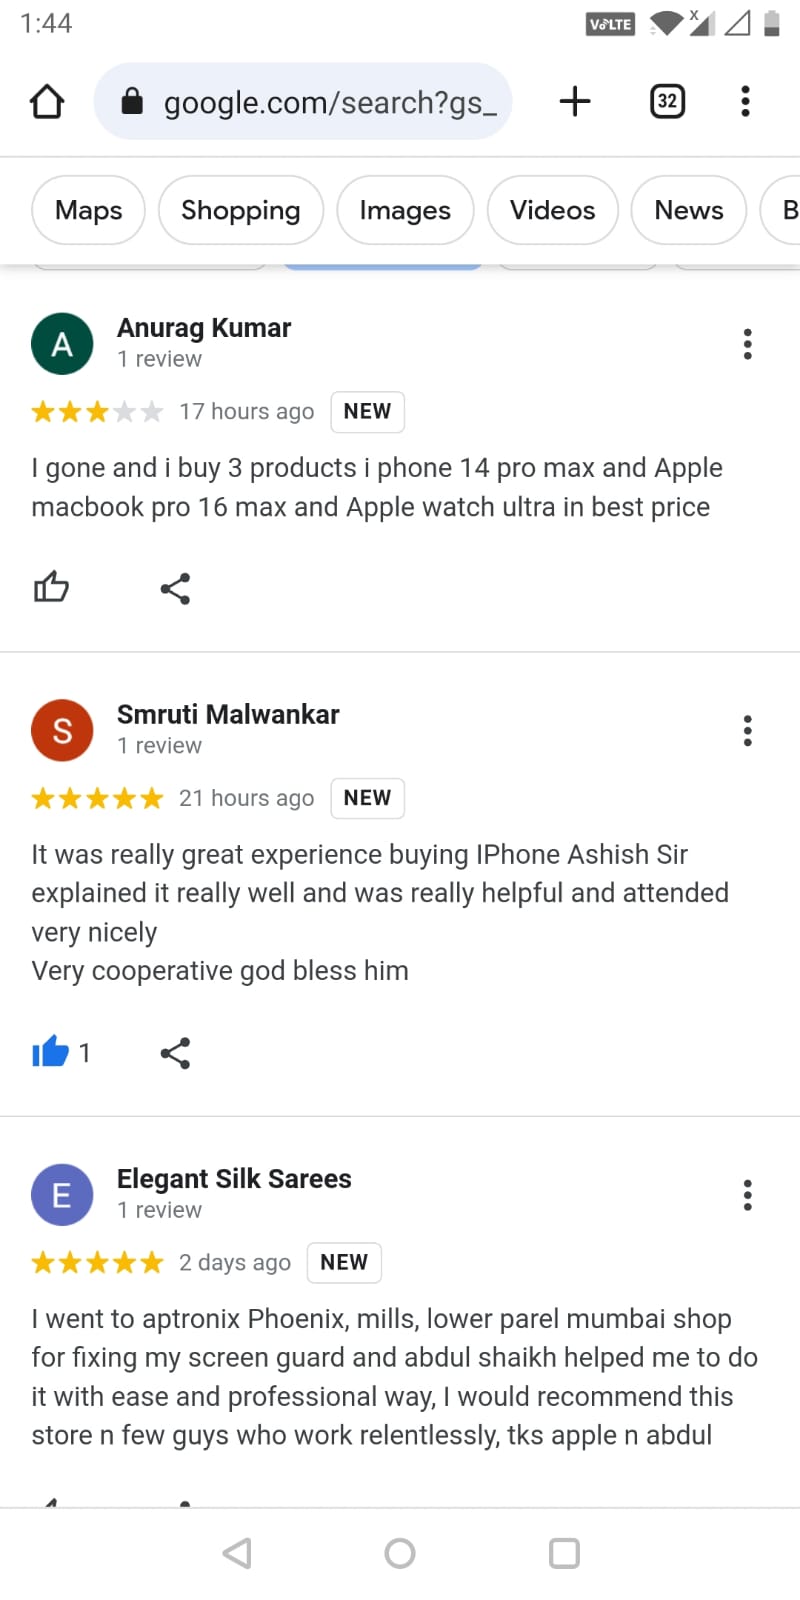 1:44
VoLTE
x
google.com/search?gs_
32
Maps
Shopping
Images
Videos
News
B
A
Anurag Kumar
1 review
17 hours ago
NEW
I gone and i buy 3 products i phone 14 pro max and Apple
macbook pro 16 max and Apple watch ultra in best price
S
Smruti Malwankar
1 review
21 hours ago
NEW
It was really great experience buying IPhone Ashish Sir
explained it really well and was really helpful and attended
very nicely
Very cooperative god bless him
1
E
Elegant Silk Sarees
1 review
2 days ago
NEW
I went to aptronix Phoenix, mills, lower parel mumbai shop
for fixing my screen guard and abdul shaikh helped me to do
it with ease and professional way, I would recommend this
store n few guys who work relentlessly, tks apple n abdul